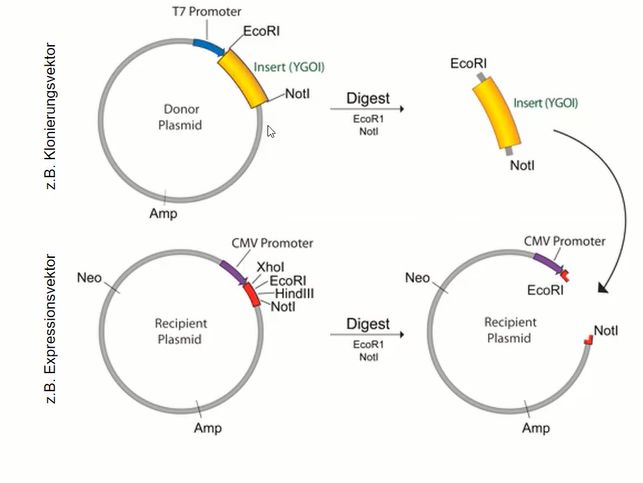 z.B. Klonierungsvektor
T7 Promoter
EcoRI
Insert (YGOI)
NotI
Donor
Plasmid
Amp
Digest
EcoR1
NotI
EcoRI
Insert (YGOI)
NotI
z.B. Expressionsvektor
CMV Promoter
XhoI
EcoRI
HindIII
NotI
Neo
Recipient
Plasmid
Amp
Digest
EcoR1
NotI
CMV Promoter
Neo
EcoRI
NotI
Recipient
Plasmid
Amp